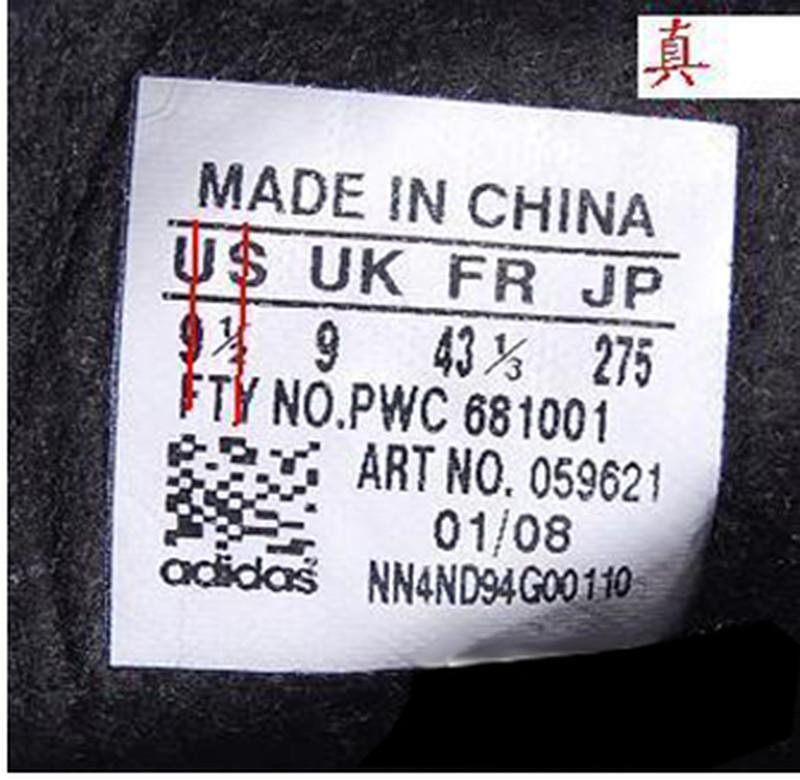 真
MADE IN CHINA
US UK FR JP
9 ½ 9 43 ⅓ 275
FTY NO.PWC 681001
ART NO. 059621
01/08
adidas
NN4ND94G00110